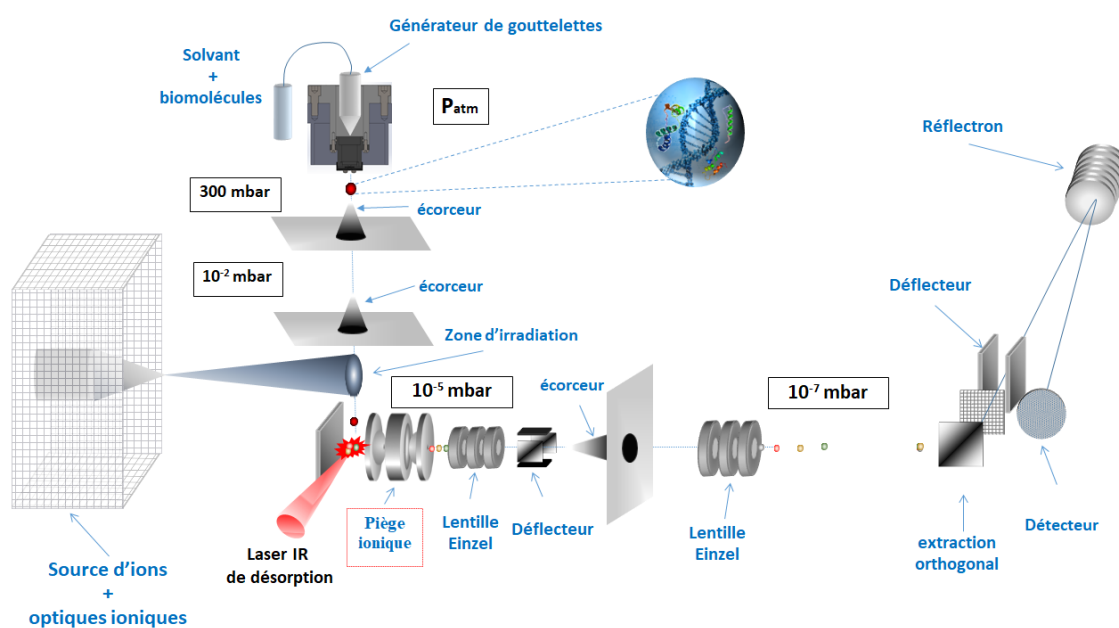 Générateur de gouttelettes
Solvant
+
biomolécules
Patm
Réflectron
300 mbar
écorceur
10-2 mbar
écorceur
Déflecteur
Zone d'irradiation
10-5 mbar
écorceur
10-7 mbar
Piège
ionique
Lentille
Einzel
Déflecteur
Lentille
Einzel
extraction
orthogonal
Détecteur
Laser IR
de désorption
Source d'ions
+
optiques ioniques